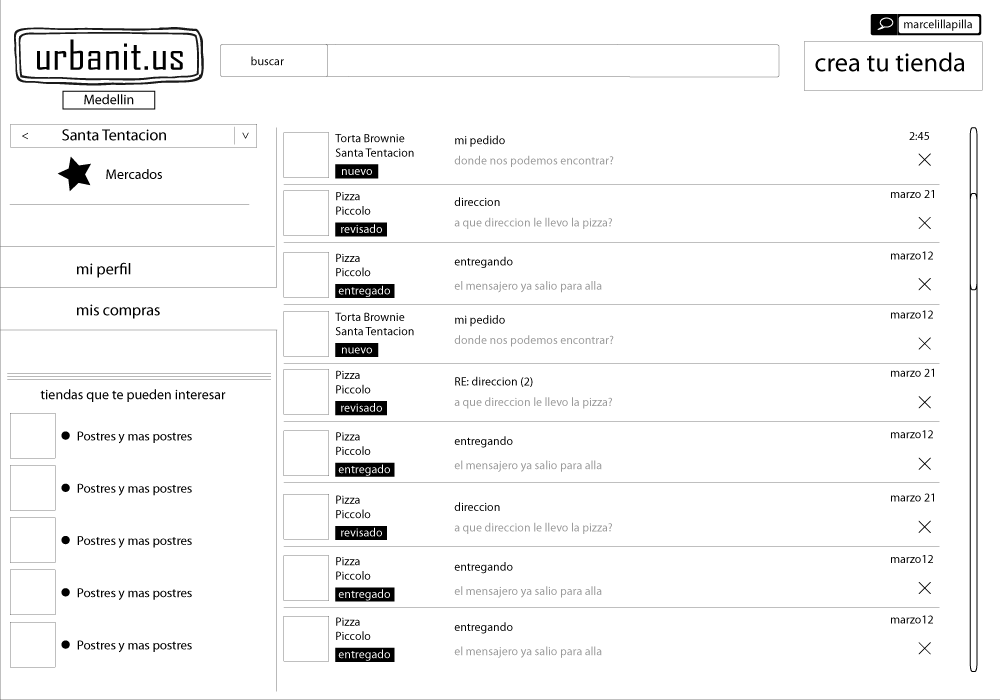 marcelillapilla
urbanit.us
buscar
crea tu tienda
Medellin
< Santa Tentacion v
Mercados
mi perfil
mis compras
tiendas que te pueden interesar
Postres y mas postres
Postres y mas postres
Postres y mas postres
Postres y mas postres
Postres y mas postres
Torta Brownie
Santa Tentacion
nuevo
mi pedido
donde nos podemos encontrar?
2:45
Pizza
Piccolo
revisado
direccion
a que direccion le llevo la pizza?
marzo 21
Pizza
Piccolo
entregado
entregando
el mensajero ya salio para alla
marzo12
Torta Brownie
Santa Tentacion
nuevo
mi pedido
donde nos podemos encontrar?
marzo12
Pizza
Piccolo
revisado
RE: direccion (2)
a que direccion le llevo la pizza?
marzo 21
Pizza
Piccolo
entregado
entregando
el mensajero ya salio para alla
marzo12
Pizza
Piccolo
revisado
direccion
a que direccion le llevo la pizza?
marzo 21
Pizza
Piccolo
entregado
entregando
el mensajero ya salio para alla
marzo12
Pizza
Piccolo
entregado
entregando
el mensajero ya salio para alla
marzo12